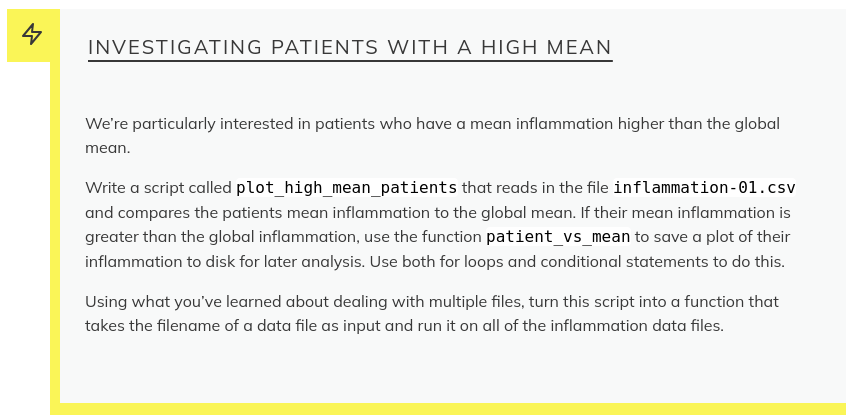 INVESTIGATING PATIENTS WITH A HIGH MEAN
We’re particularly interested in patients who have a mean inflammation higher than the global
mean.
Write a script called plot_high_mean_patients that reads in the file inflammation-01.csv
and compares the patients mean inflammation to the global mean. If their mean inflammation is
greater than the global inflammation, use the function patient_vs_mean to save a plot of their
inflammation to disk for later analysis. Use both for loops and conditional statements to do this.
Using what you’ve learned about dealing with multiple files, turn this script into a function that
takes the filename of a data file as input and run it on all of the inflammation data files.